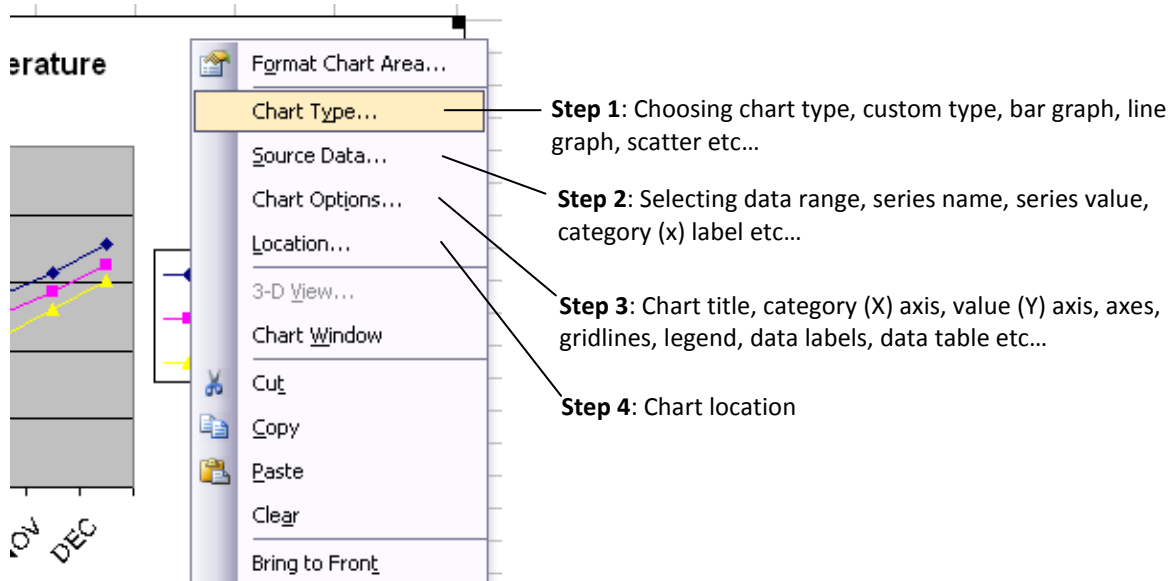 erature
Format Chart Area...
Chart Type...
Source Data...
Chart Options...
Location...
3-D View...
Chart Window
Cut
Copy
Paste
Clear
Bring to Front
NOV
DEC
Step 1: Choosing chart type, custom type, bar graph, line
graph, scatter etc…
Step 2: Selecting data range, series name, series value,
category (x) label etc…
Step 3: Chart title, category (X) axis, value (Y) axis, axes,
gridlines, legend, data labels, data table etc…
Step 4: Chart location